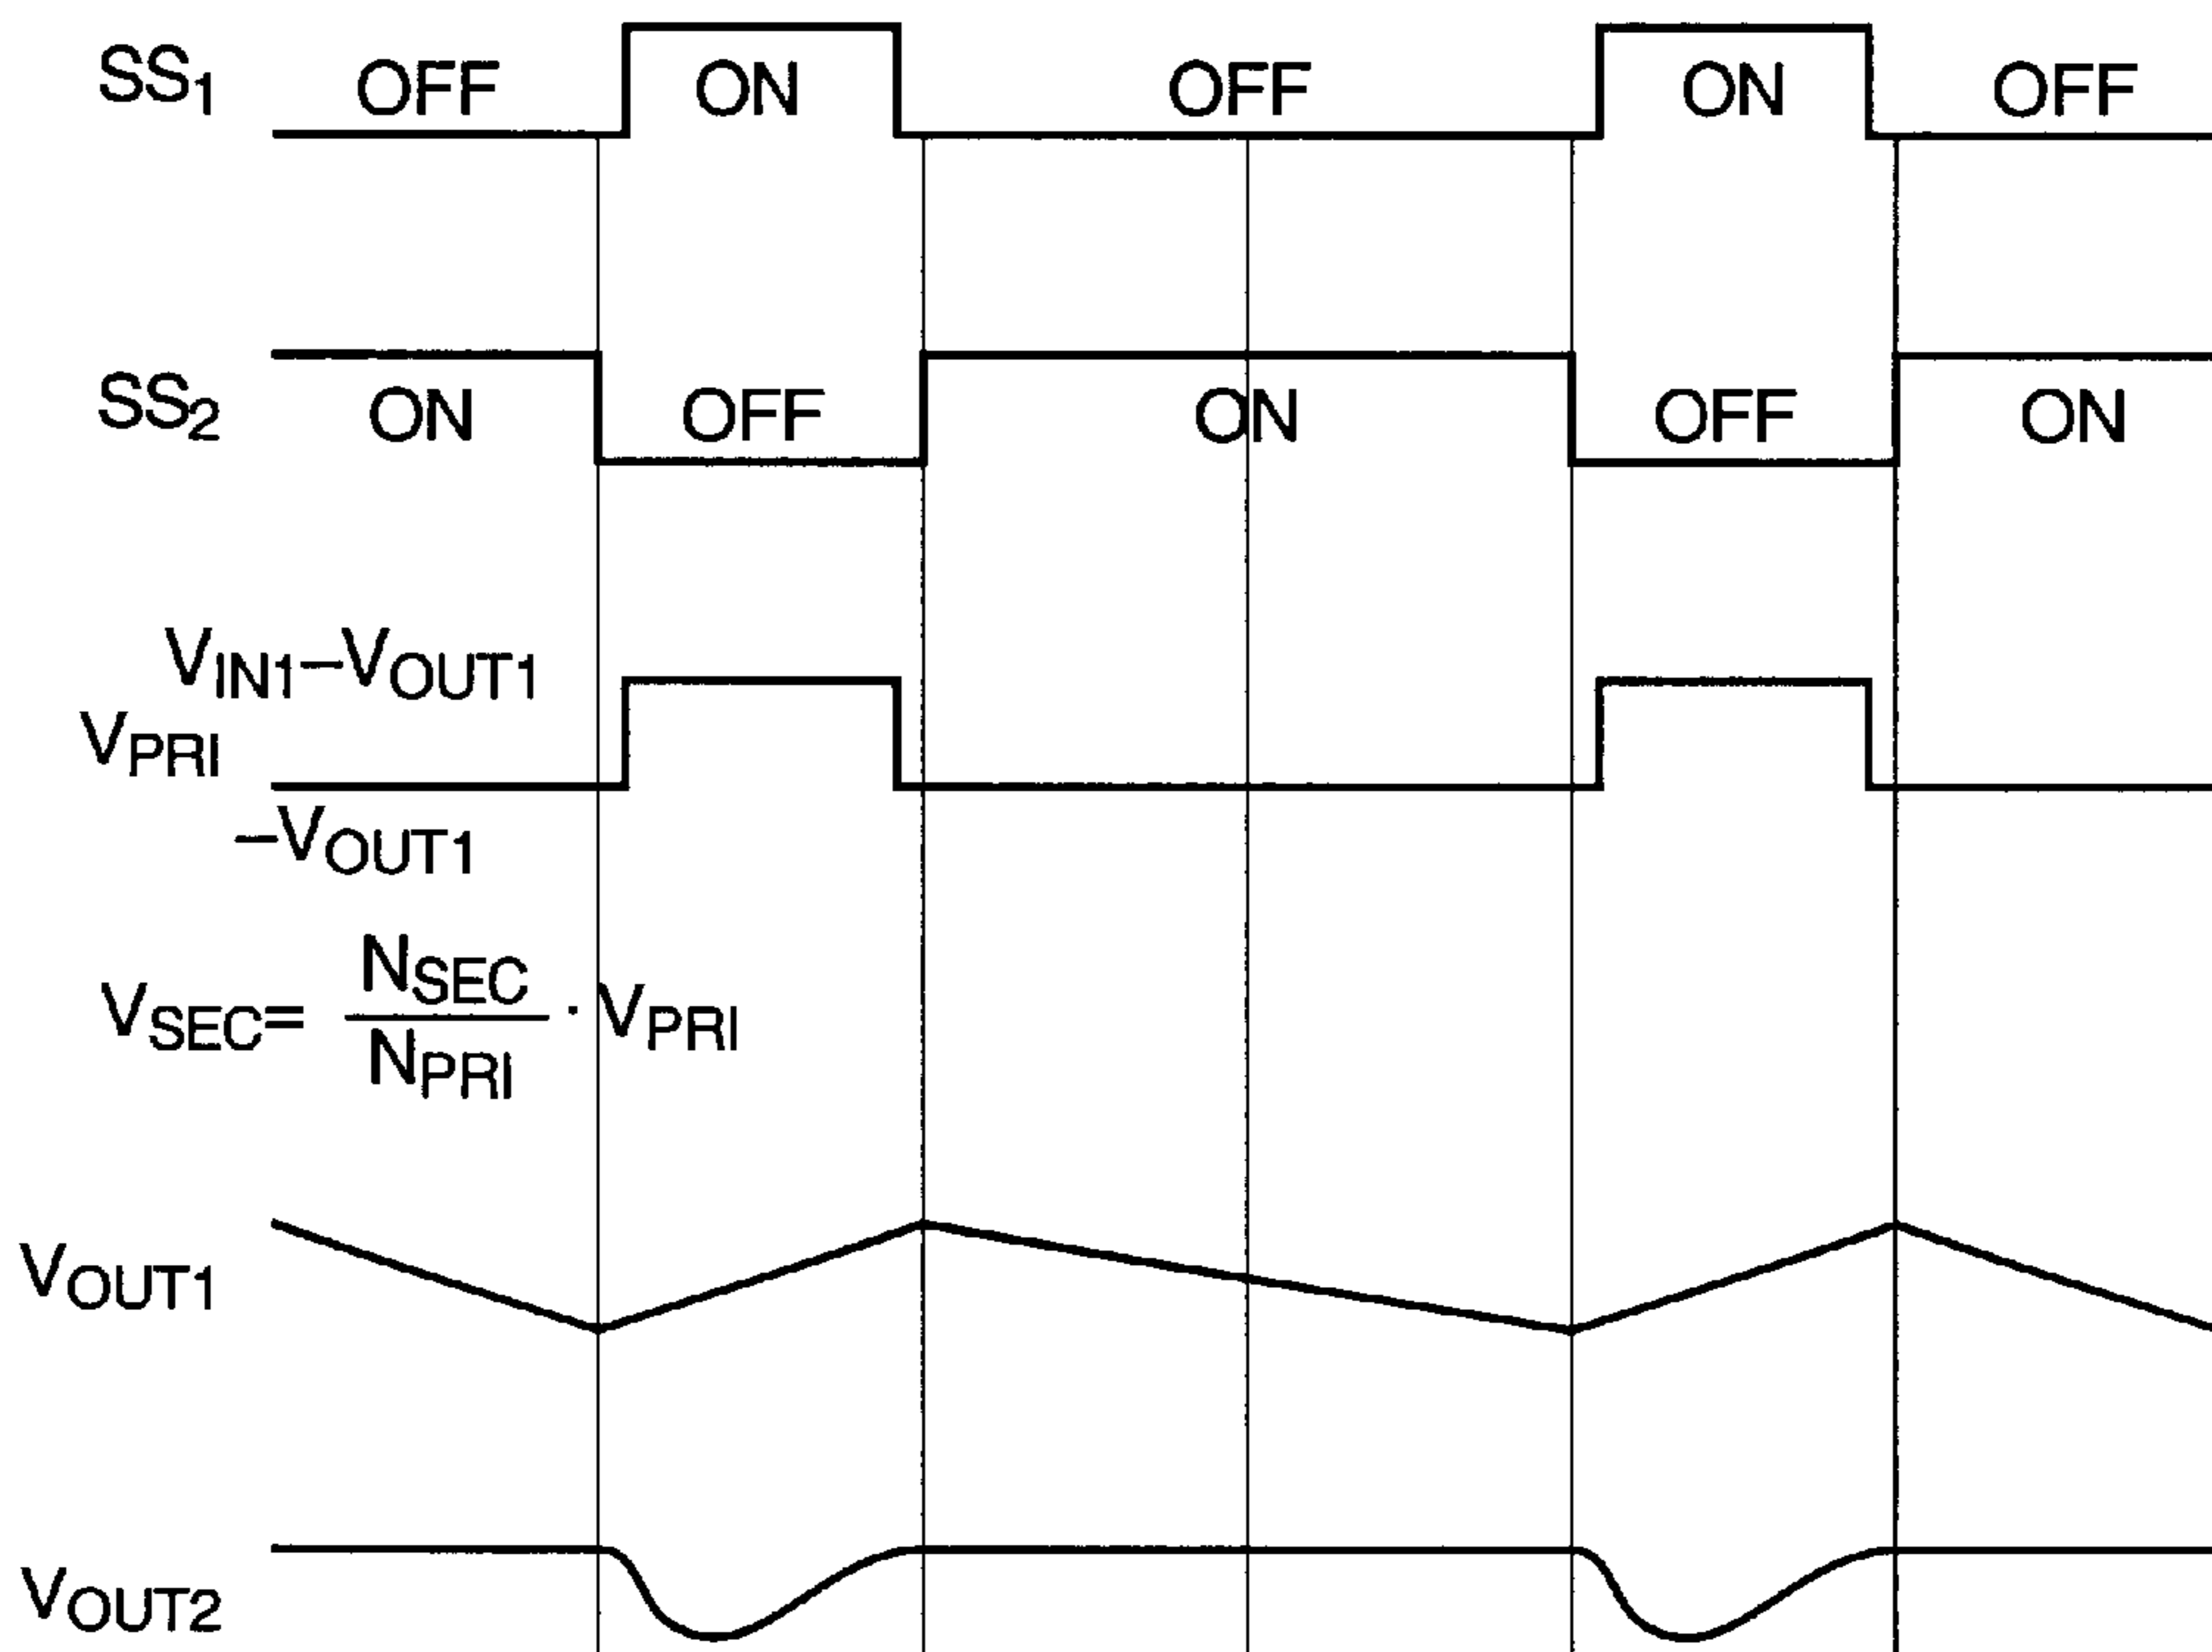 SS1 OFF ON OFF ON OFF
SS2 ON OFF ON OFF ON
VIN1–VOUT1
VPRI
–VOUT1
VSEC= NSEC/NPRI · VPRI
VOUT1
VOUT2